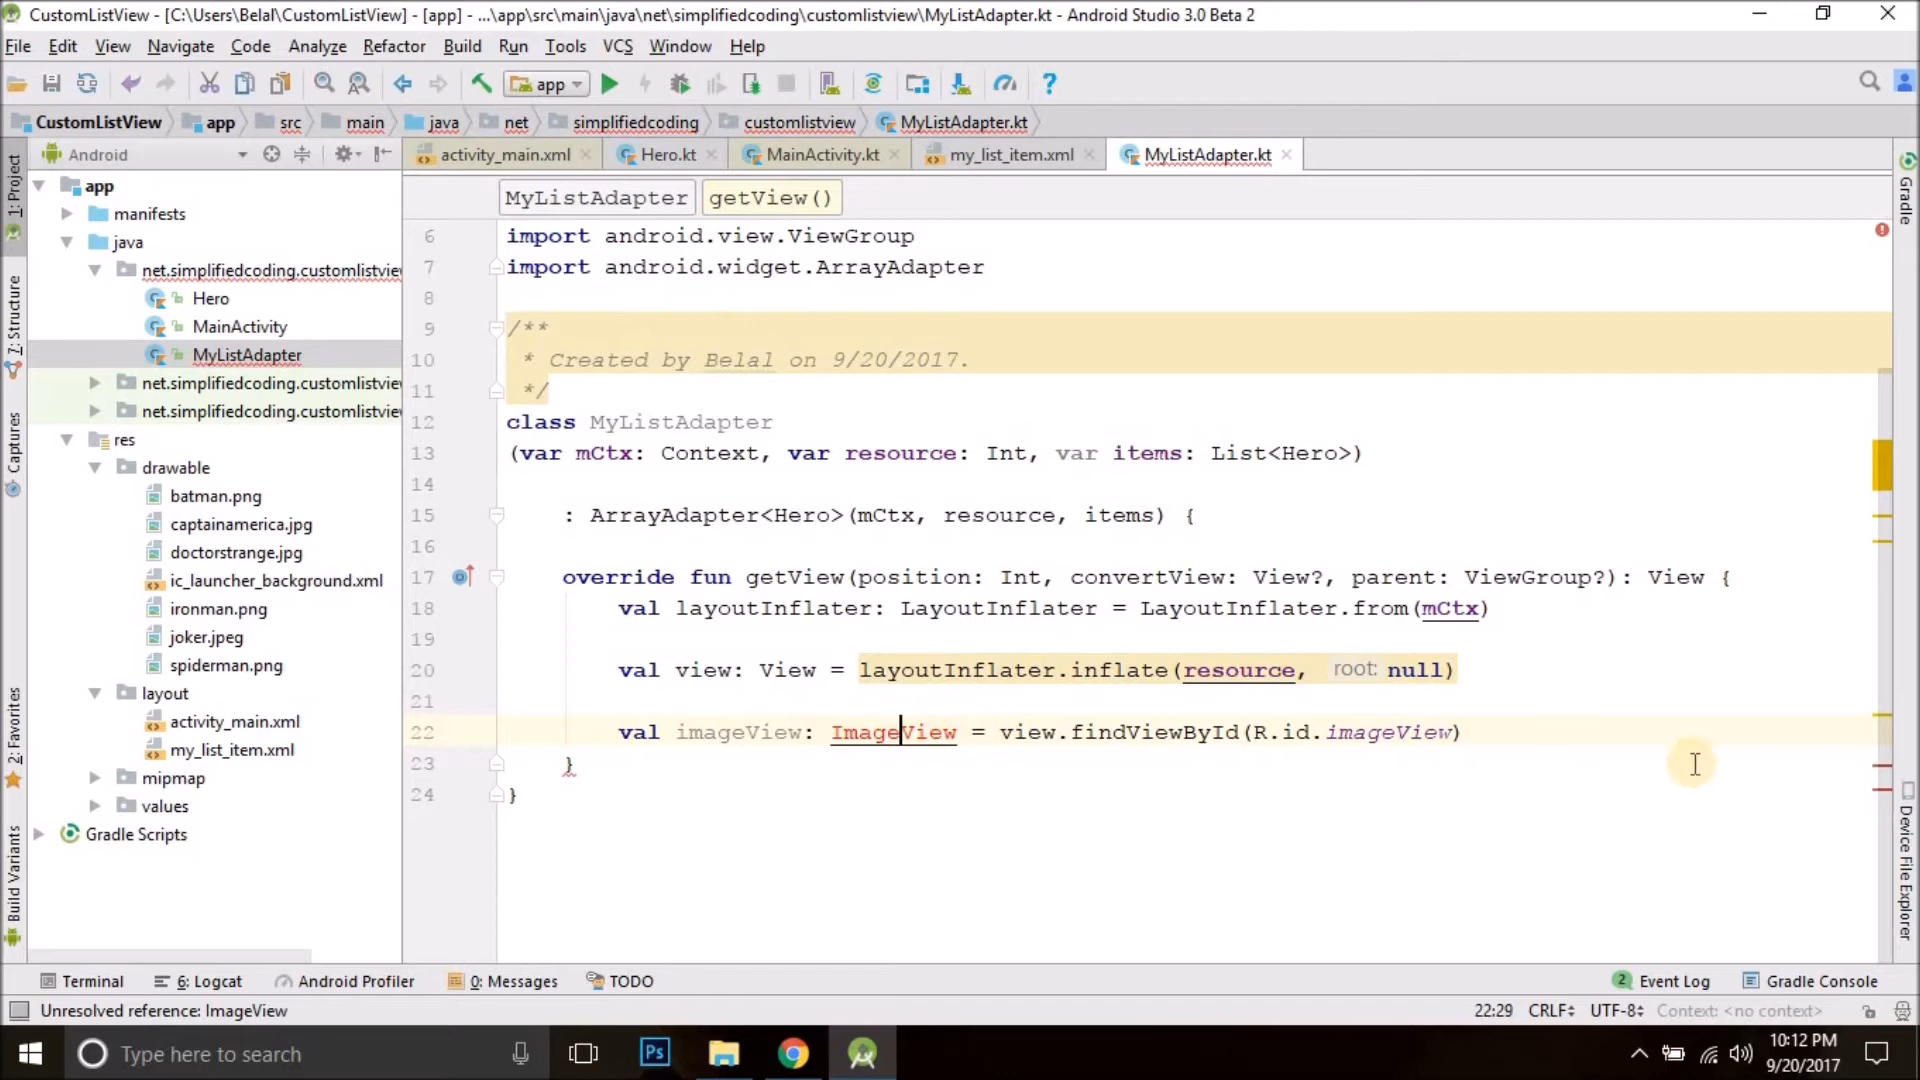 CustomListView - [C:\Users\Belal\CustomListView] - [app] - ...\app\src\main\java\net\simplifiedcoding\customlistview\MyListAdapter.kt - Android Studio 3.0 Beta 2
File Edit View Navigate Code Analyze Refactor Build Run Tools VCS Window Help
app
CustomListView app src main java net simplifiedcoding customlistview MyListAdapter.kt
Android
activity_main.xml Hero.kt MainActivity.kt my_list_item.xml MyListAdapter.kt
MyListAdapter getView()
1: Project
7: Structure
Captures
2: Favorites
Build Variants
app
manifests
java
net.simplifiedcoding.customlistvie
Hero
MainActivity
MyListAdapter
net.simplifiedcoding.customlistvie
net.simplifiedcoding.customlistvie
res
drawable
batman.png
captainamerica.jpg
doctorstrange.jpg
ic_launcher_background.xml
ironman.png
joker.jpeg
spiderman.png
layout
activity_main.xml
my_list_item.xml
mipmap
values
Gradle Scripts
6 import android.view.ViewGroup
7 import android.widget.ArrayAdapter
8
9 /**
10 * Created by Belal on 9/20/2017.
11 */
12 class MyListAdapter
13 (var mCtx: Context, var resource: Int, var items: List<Hero>)
14
15 : ArrayAdapter<Hero>(mCtx, resource, items) {
16
17 override fun getView(position: Int, convertView: View?, parent: ViewGroup?): View {
18 val layoutInflater: LayoutInflater = LayoutInflater.from(mCtx)
19
20 val view: View = layoutInflater.inflate(resource, root: null)
21
22 val imageView: ImageView = view.findViewById(R.id.imageView)
23 }
24 }
Gradle
Device File Explorer
Terminal 6: Logcat Android Profiler 0: Messages TODO 2 Event Log Gradle Console
Unresolved reference: ImageView 22:29 CRLF UTF-8 Context: <no context>
Type here to search Ps 10:12 PM
9/20/2017